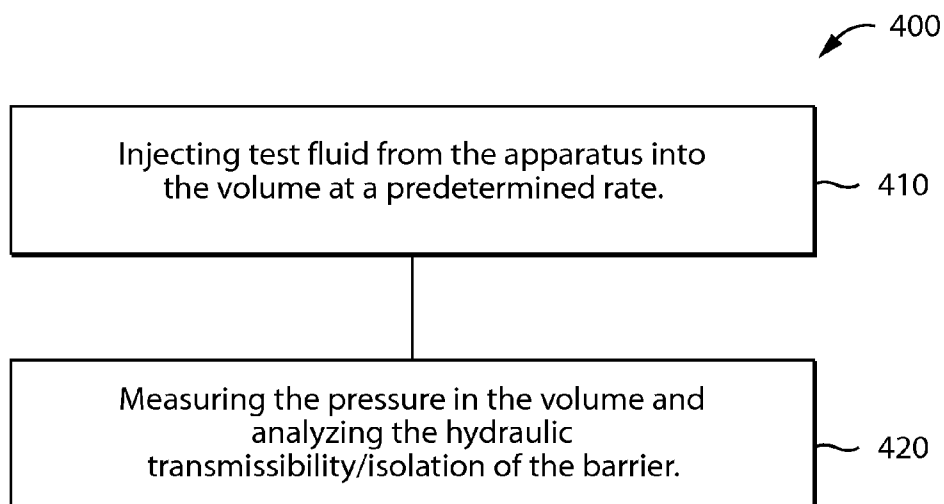 400
Injecting test fluid from the apparatus into
the volume at a predetermined rate.
410
Measuring the pressure in the volume and
analyzing the hydraulic
transmissibility/isolation of the barrier.
420